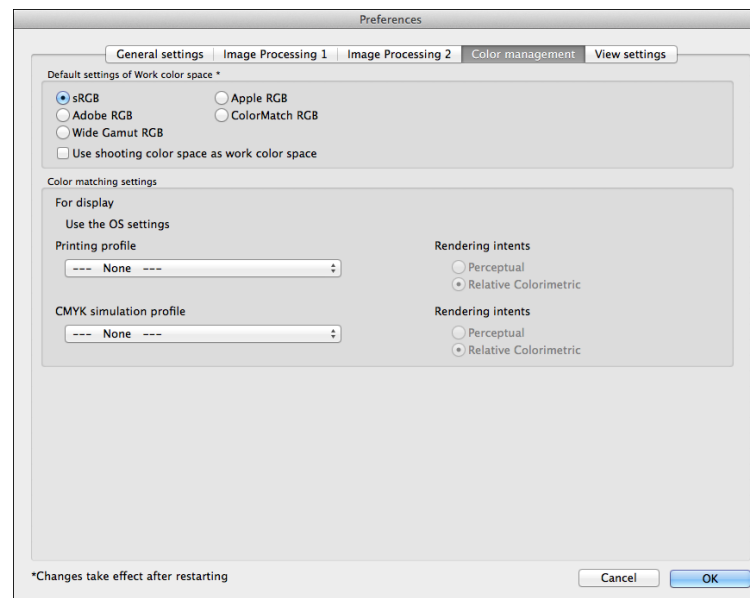 Preferences
General settings Image Processing 1 Image Processing 2 Color management View settings
Default settings of Work color space *
sRGB Apple RGB
Adobe RGB ColorMatch RGB
Wide Gamut RGB
Use shooting color space as work color space
Color matching settings
For display
Use the OS settings
Printing profile Rendering intents
--- None --- Perceptual
Relative Colorimetric
CMYK simulation profile Rendering intents
--- None --- Perceptual
Relative Colorimetric
*Changes take effect after restarting Cancel OK